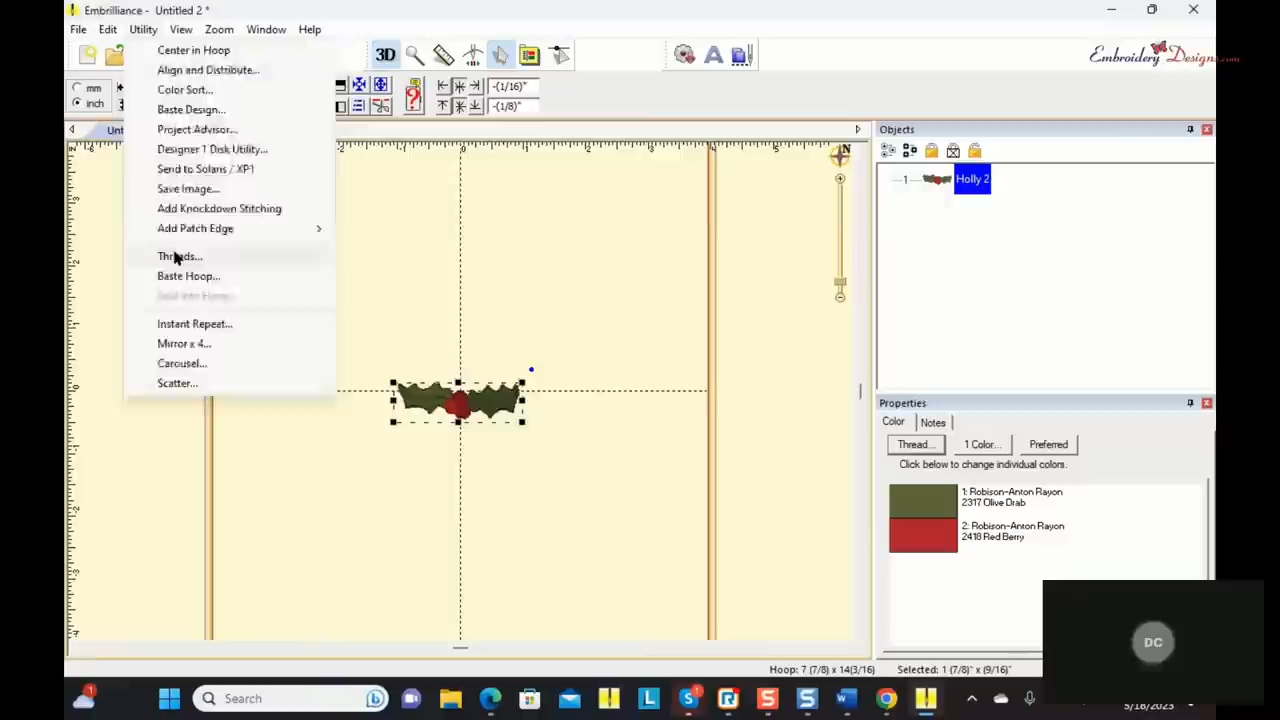 Embrilliance - Untitled 2 *
File Edit Utility View Zoom Window Help
Center in Hoop
Align and Distribute...
Color Sort...
Baste Design...
Project Advisor...
Designer 1 Disk Utility...
Send to Solaris / XP1
Save Image...
Add Knockdown Stitching
Add Patch Edge
Threads...
Baste Hoop...
Instant Repeat...
Mirror x 4...
Carousel...
Scatter...
3D
A
Embroidery Designs.com
mm
inch
-(1/16)"
-(1/8)"
N
Objects
1 Holly 2
Properties
Color Notes
Thread... 1 Color... Preferred
Click below to change individual colors.
1: Robison-Anton Rayon
2317 Olive Drab
2: Robison-Anton Rayon
2418 Red Berry
DC
Hoop: 7 (7/8) x 14(3/16) Selected: 1 (7/8)" x (9/16)"
Search
5/18/2023